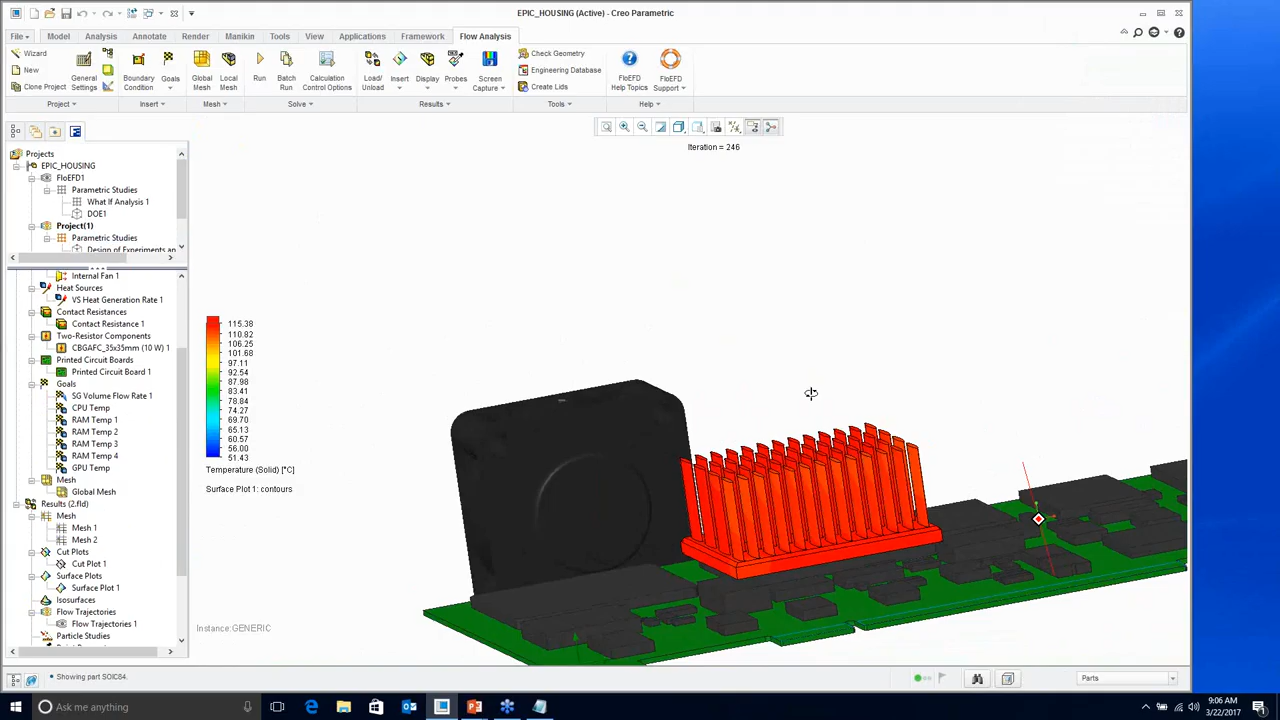 EPIC_HOUSING (Active) - Creo Parametric
File
Model
Analysis
Annotate
Render
Manikin
Tools
View
Applications
Framework
Flow Analysis
Wizard
New
Clone Project
General Settings
Boundary Condition
Goals
Global Mesh
Local Mesh
Run
Batch Run
Calculation Control Options
Load/ Unload
Insert
Display
Probes
Screen Capture
Check Geometry
Engineering Database
Create Lids
FloEFD Help Topics
FloEFD Support
Project
Insert
Mesh
Solve
Results
Tools
Help
Iteration = 246
Projects
EPIC_HOUSING
FloEFD1
Parametric Studies
What If Analysis 1
DOE1
Project(1)
Parametric Studies
Design of Experiments an
Internal Fan 1
Heat Sources
VS Heat Generation Rate 1
Contact Resistances
Contact Resistance 1
Two-Resistor Components
CBGAFC_35x35mm (10 W) 1
Printed Circuit Boards
Printed Circuit Board 1
Goals
SG Volume Flow Rate 1
CPU Temp
RAM Temp 1
RAM Temp 2
RAM Temp 3
RAM Temp 4
GPU Temp
Mesh
Global Mesh
Results (2.fld)
Mesh
Mesh 1
Mesh 2
Cut Plots
Cut Plot 1
Surface Plots
Surface Plot 1
Isosurfaces
Flow Trajectories
Flow Trajectories 1
Particle Studies
115.38
110.82
106.25
101.68
97.11
92.54
87.98
83.41
78.84
74.27
69.70
65.13
60.57
56.00
51.43
Temperature (Solid) [°C]
Surface Plot 1: contours
Instance:GENERIC
Showing part SOIC84.
Parts
Ask me anything
9:06 AM
3/22/2017